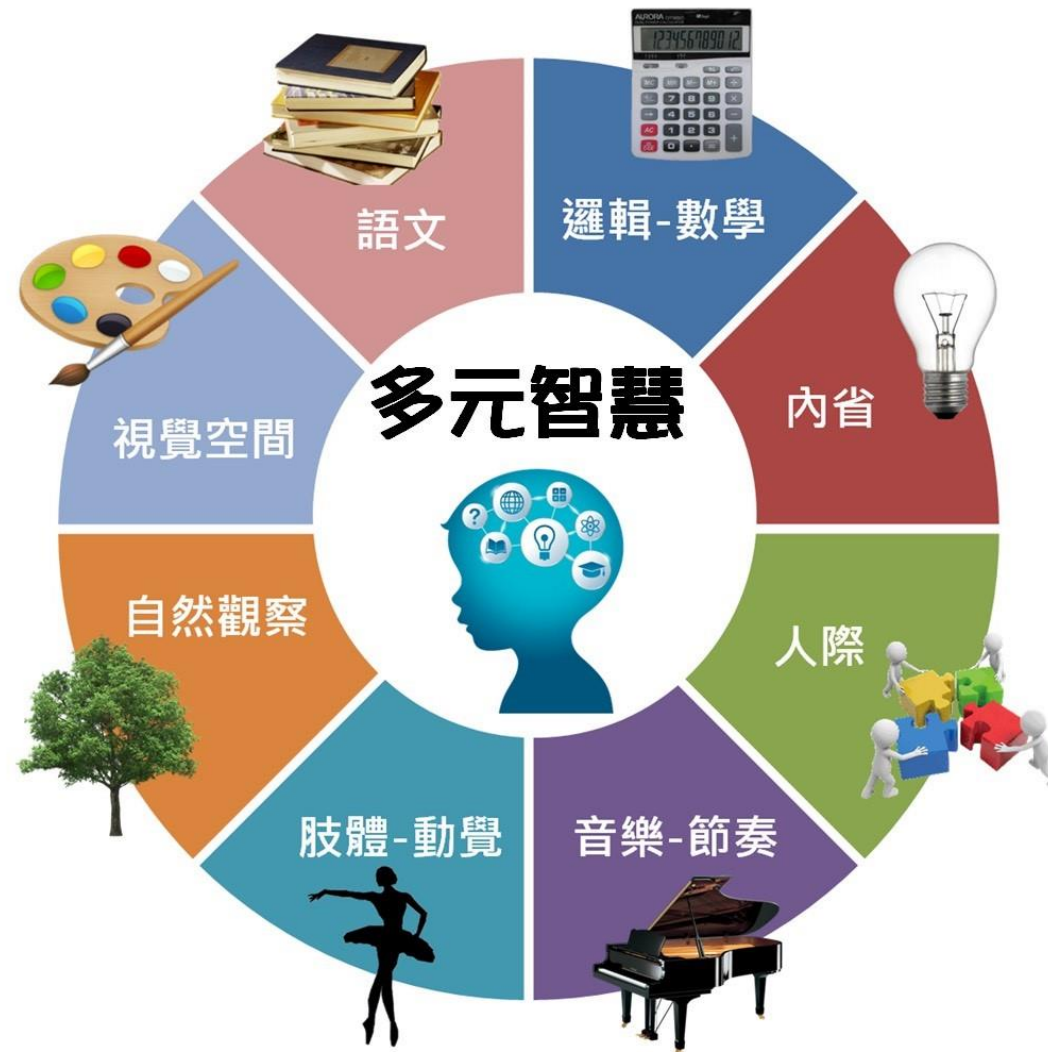 AURORA
123456789012
語文
邏輯-數學
內省
人際
音樂-節奏
肢體-動覺
自然觀察
視覺空間
多元智慧
?